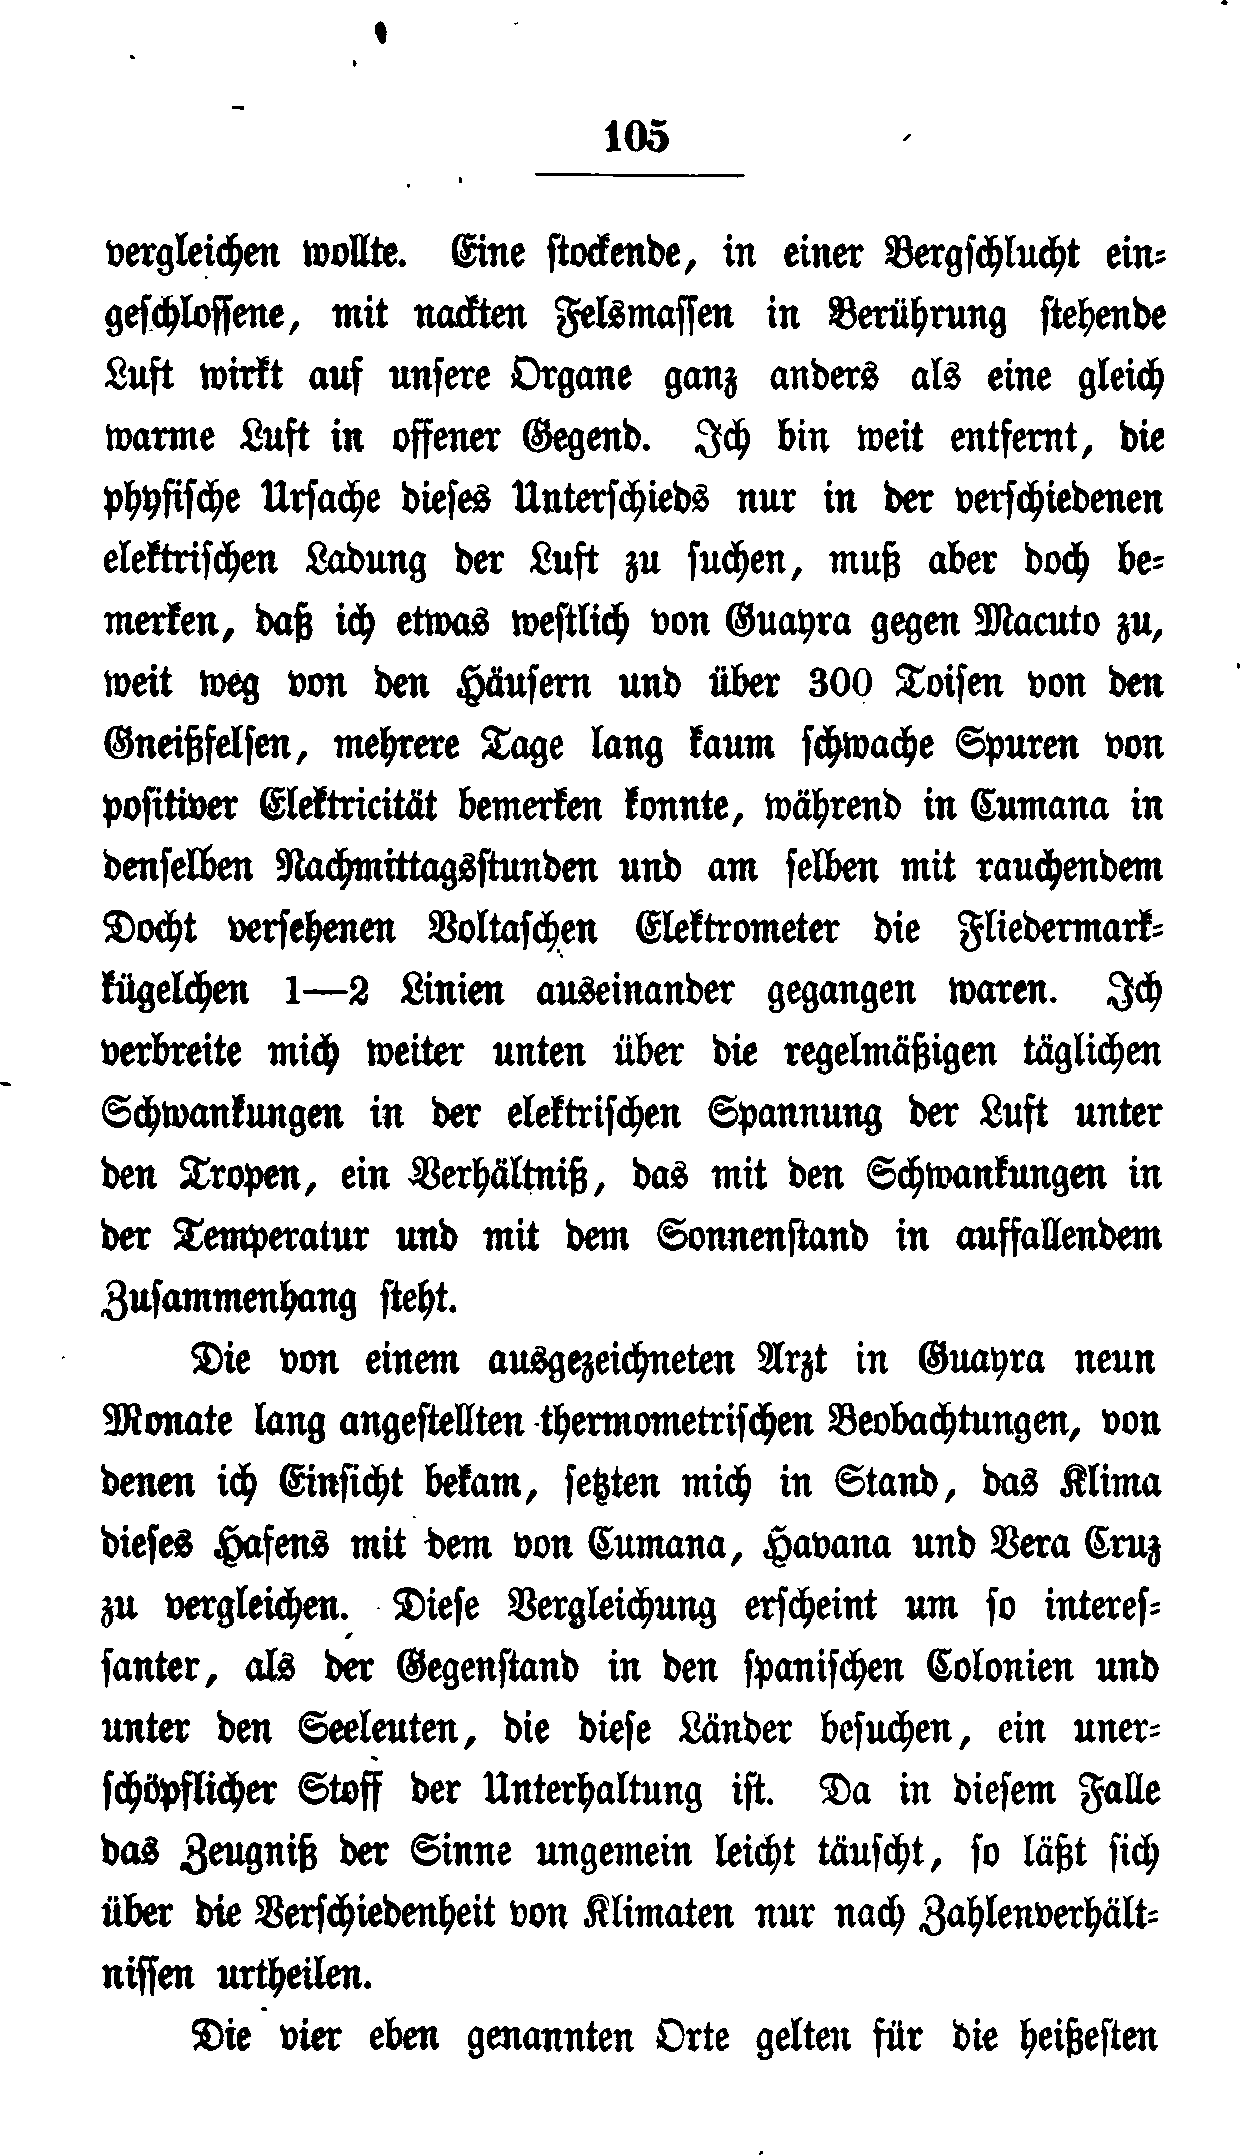 105
vergleichen wollte. Eine stockende, in einer Bergschlucht ein-
geschlossene, mit nackten Felsmassen in Berührung stehende
Luft wirkt auf unsere Organe ganz anders als eine gleich
warme Luft in offener Gegend. Ich bin weit entfernt, die
physische Ursache dieses Unterschieds nur in der verschiedenen
elektrischen Ladung der Luft zu suchen, muß aber doch be-
merken, daß ich etwas westlich von Guayra gegen Macuto zu,
weit weg von den Häusern und über 300 Toisen von den
Gneißfelsen, mehrere Tage lang kaum schwache Spuren von
positiver Elektricität bemerken konnte, während in Cumana in
denselben Nachmittagsstunden und am selben mit rauchendem
Docht versehenen Voltaschen Elektrometer die Fliedermark-
kügelchen 1—2 Linien auseinander gegangen waren. Ich
verbreite mich weiter unten über die regelmäßigen täglichen
Schwankungen in der elektrischen Spannung der Luft unter
den Tropen, ein Verhältniß, das mit den Schwankungen in
der Temperatur und mit dem Sonnenstand in auffallendem
Zusammenhang steht.
Die von einem ausgezeichneten Arzt in Guayra neun
Monate lang angestellten thermometrischen Beobachtungen, von
denen ich Einsicht bekam, setzten mich in Stand, das Klima
dieses Hafens mit dem von Cumana, Havana und Vera Cruz
zu vergleichen. Diese Vergleichung erscheint um so interes-
santer, als der Gegenstand in den spanischen Colonien und
unter den Seeleuten, die diese Länder besuchen, ein uner-
schöpflicher Stoff der Unterhaltung ist. Da in diesem Falle
das Zeugniß der Sinne ungemein leicht täuscht, so läßt sich
über die Verschiedenheit von Klimaten nur nach Zahlenverhält-
nissen urtheilen.
Die vier eben genannten Orte gelten für die heißesten